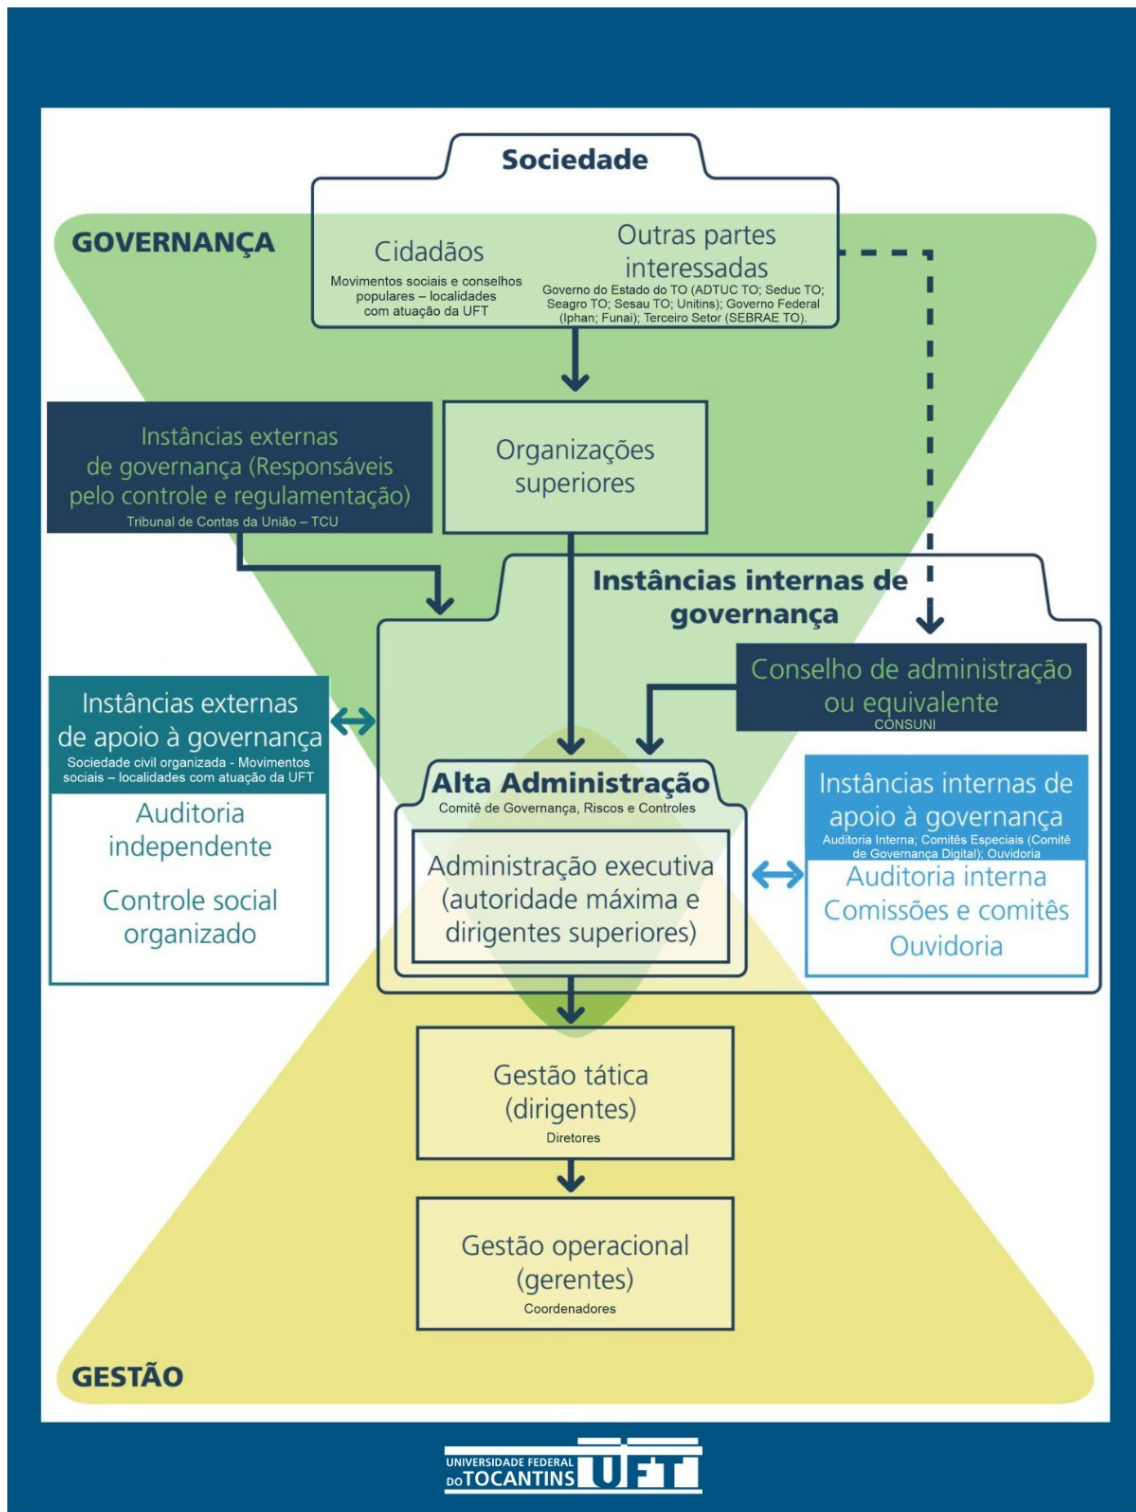 Sociedade
GOVERNANÇA
Cidadãos
Movimentos sociais e conselhos
populares – localidades
com atuação da UFT
Outras partes
interessadas
Governo do Estado do TO (ADTUC TO; Seduc TO;
Seagro TO; Sesau TO; Unitins); Governo Federal
(Iphan; Funai); Terceiro Setor (SEBRAE TO).
Instâncias externas
de governança (Responsáveis
pelo controle e regulamentação)
Tribunal de Contas da União – TCU
Organizações
superiores
Instâncias internas de
governança
Conselho de administração
ou equivalente
CONSUNI
Instâncias externas
de apoio à governança
Sociedade civil organizada - Movimentos
sociais – localidades com atuação da UFT
Auditoria
independente
Controle social
organizado
Alta Administração
Comitê de Governança, Riscos e Controles
Administração executiva
(autoridade máxima e
dirigentes superiores)
Instâncias internas de
apoio à governança
Auditoria Interna; Comitês Especiais (Comitê
de Governança Digital); Ouvidoria
Auditoria interna
Comissões e comitês
Ouvidoria
Gestão tática
(dirigentes)
Diretores
Gestão operacional
(gerentes)
Coordenadores
GESTÃO
UNIVERSIDADE FEDERAL
DO TOCANTINS
UFT